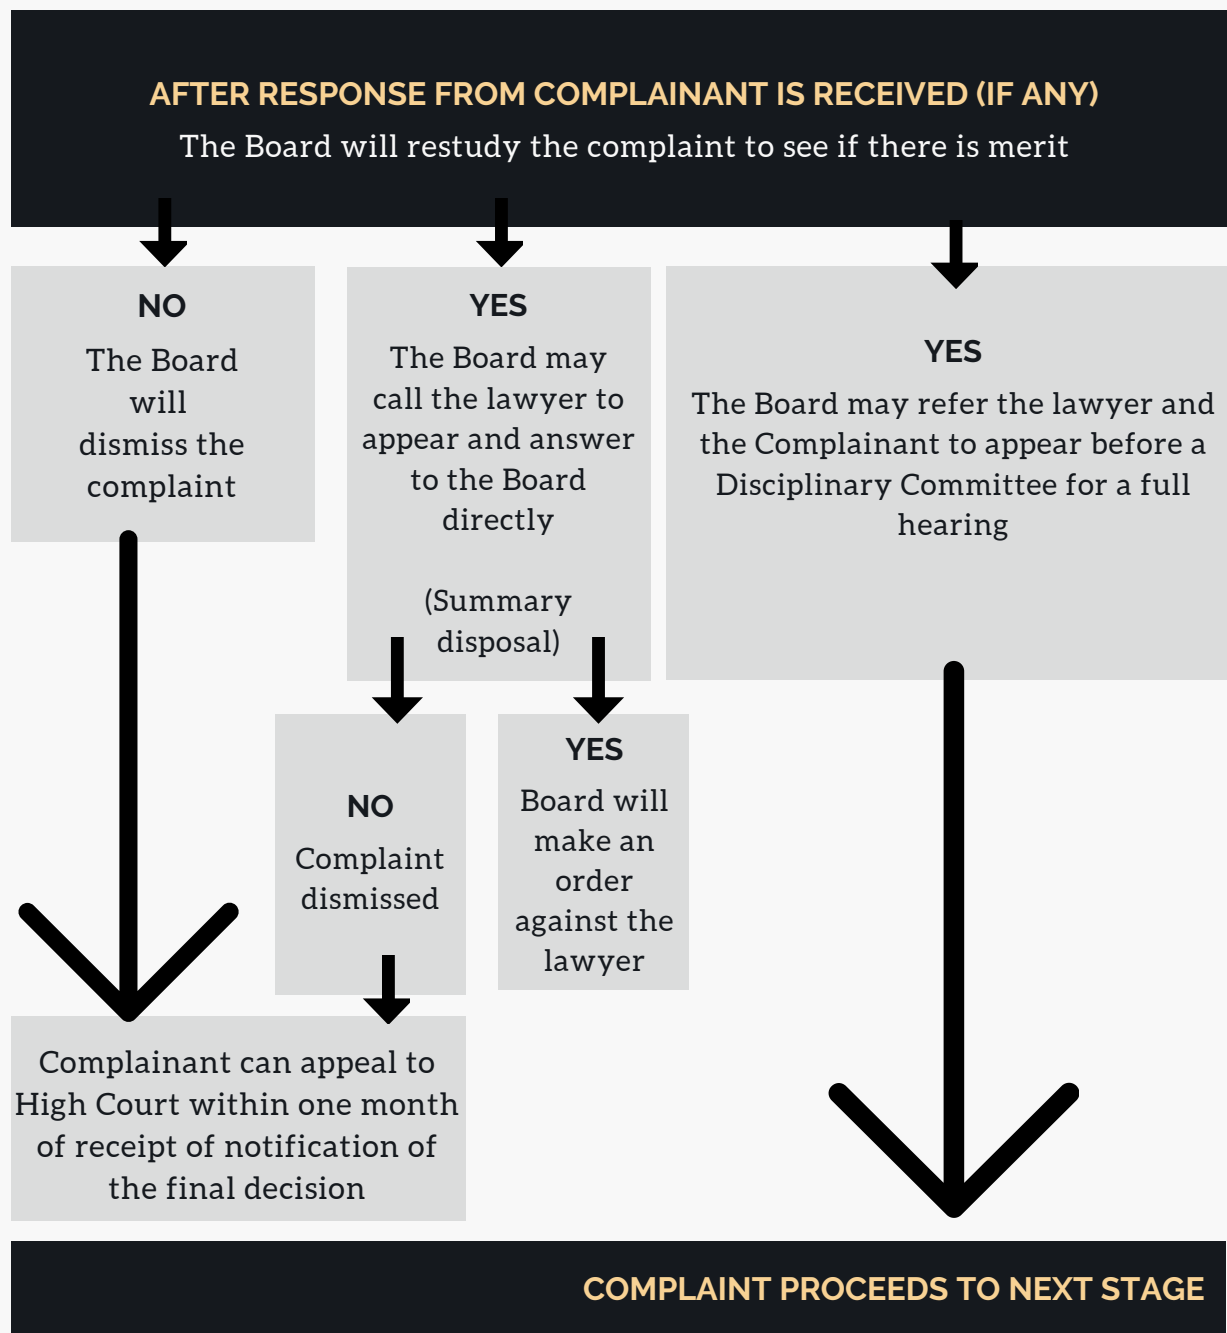 AFTER RESPONSE FROM COMPLAINANT IS RECEIVED (IF ANY)
The Board will restudy the complaint to see if there is merit
NO
The Board
will
dismiss the
complaint
YES
The Board may
call the lawyer to
appear and answer
to the Board
directly
(Summary
disposal)
YES
The Board may refer the lawyer and
the Complainant to appear before a
Disciplinary Committee for a full
hearing
NO
Complaint
dismissed
YES
Board will
make an
order
against the
lawyer
Complainant can appeal to
High Court within one month
of receipt of notification of
the final decision
COMPLAINT PROCEEDS TO NEXT STAGE